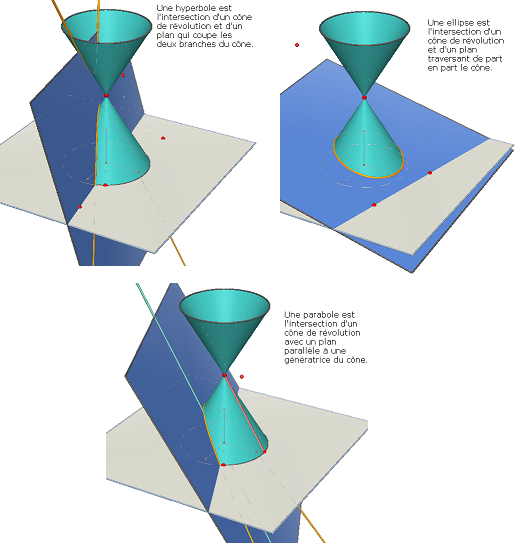 Une hyperbole est
l'intersection d'un cône
de révolution et d'un
plan qui coupe les
deux branches du cône.
Une ellipse est
l'intersection d'un
cône de révolution
et d'un plan
traversant de part
en part le cône.
Une parabole est
l'intersection d'un
cône de révolution
avec un plan
parallèle à une
génératrice du cône.